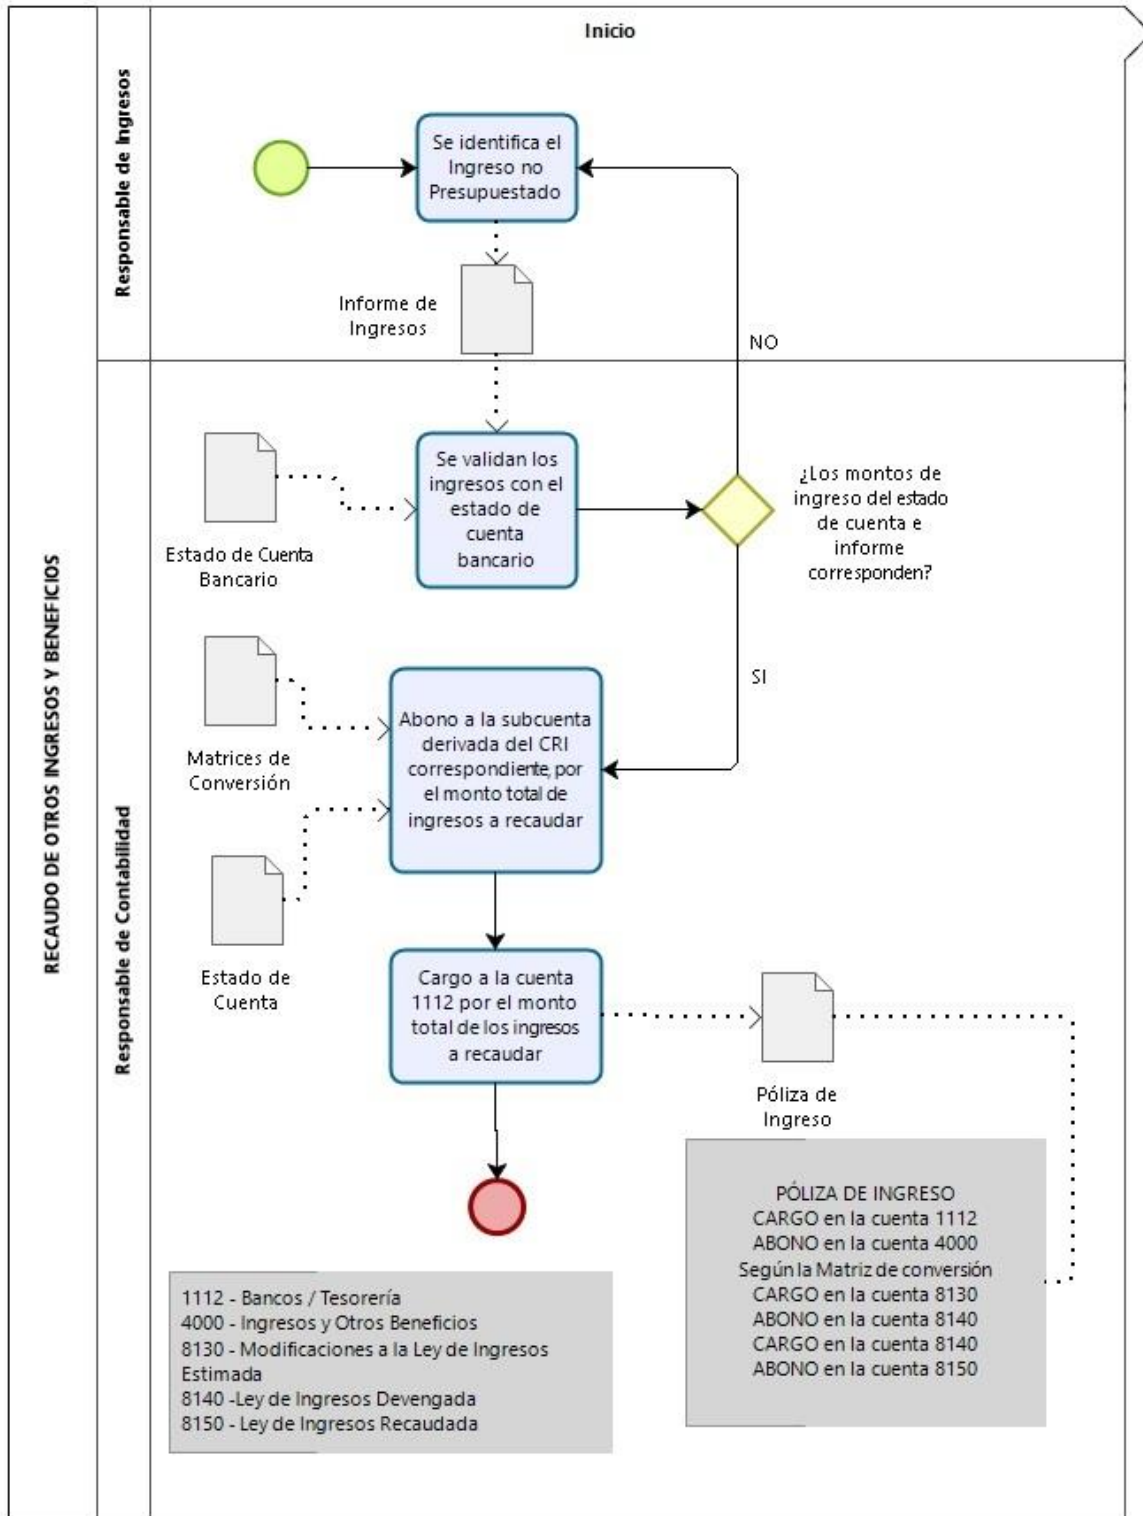 Inicio
RECAUDO DE OTROS INGRESOS Y BENEFICIOS
Responsable de Ingresos
Se identifica el
Ingreso no
Presupuestado
Informe de
Ingresos
NO
Responsable de Contabilidad
Estado de Cuenta
Bancario
Se validan los
ingresos con el
estado de
cuenta
bancario
¿Los montos de
ingreso del estado
de cuenta e
informe
corresponden?
SI
Matrices de
Conversión
Abono a la subcuenta
derivada del CRI
correspondiente, por
el monto total de
ingresos a recaudar
Estado de
Cuenta
Cargo a la cuenta
1112 por el monto
total de los ingresos
a recaudar
Póliza de
Ingreso
PÓLIZA DE INGRESO
CARGO en la cuenta 1112
ABONO en la cuenta 4000
Según la Matriz de conversión
CARGO en la cuenta 8130
ABONO en la cuenta 8140
CARGO en la cuenta 8140
ABONO en la cuenta 8150
1112 - Bancos / Tesorería
4000 - Ingresos y Otros Beneficios
8130 - Modificaciones a la Ley de Ingresos
Estimada
8140 -Ley de Ingresos Devengada
8150 - Ley de Ingresos Recaudada